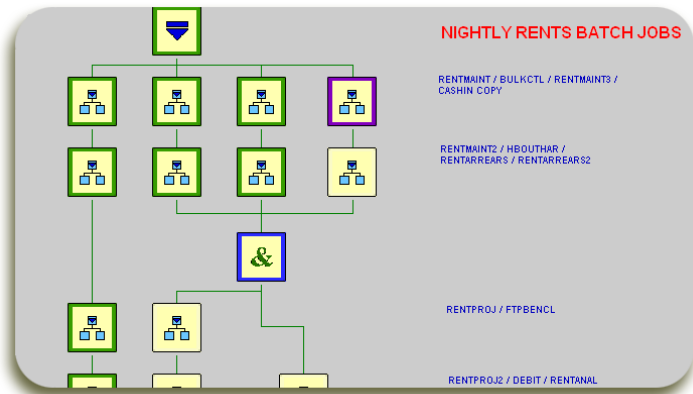 NIGHTLY RENTS BATCH JOBS
RENTMAINT / BULKCTL / RENTMAINT3 /
CASHIN COPY
RENTMAINT2 / HBOUTHAR /
RENTARREARS / RENTARREARS2
&
RENTPROJ / FTPBENCL
RENTPROJ2 / DEBIT / RENTANAL